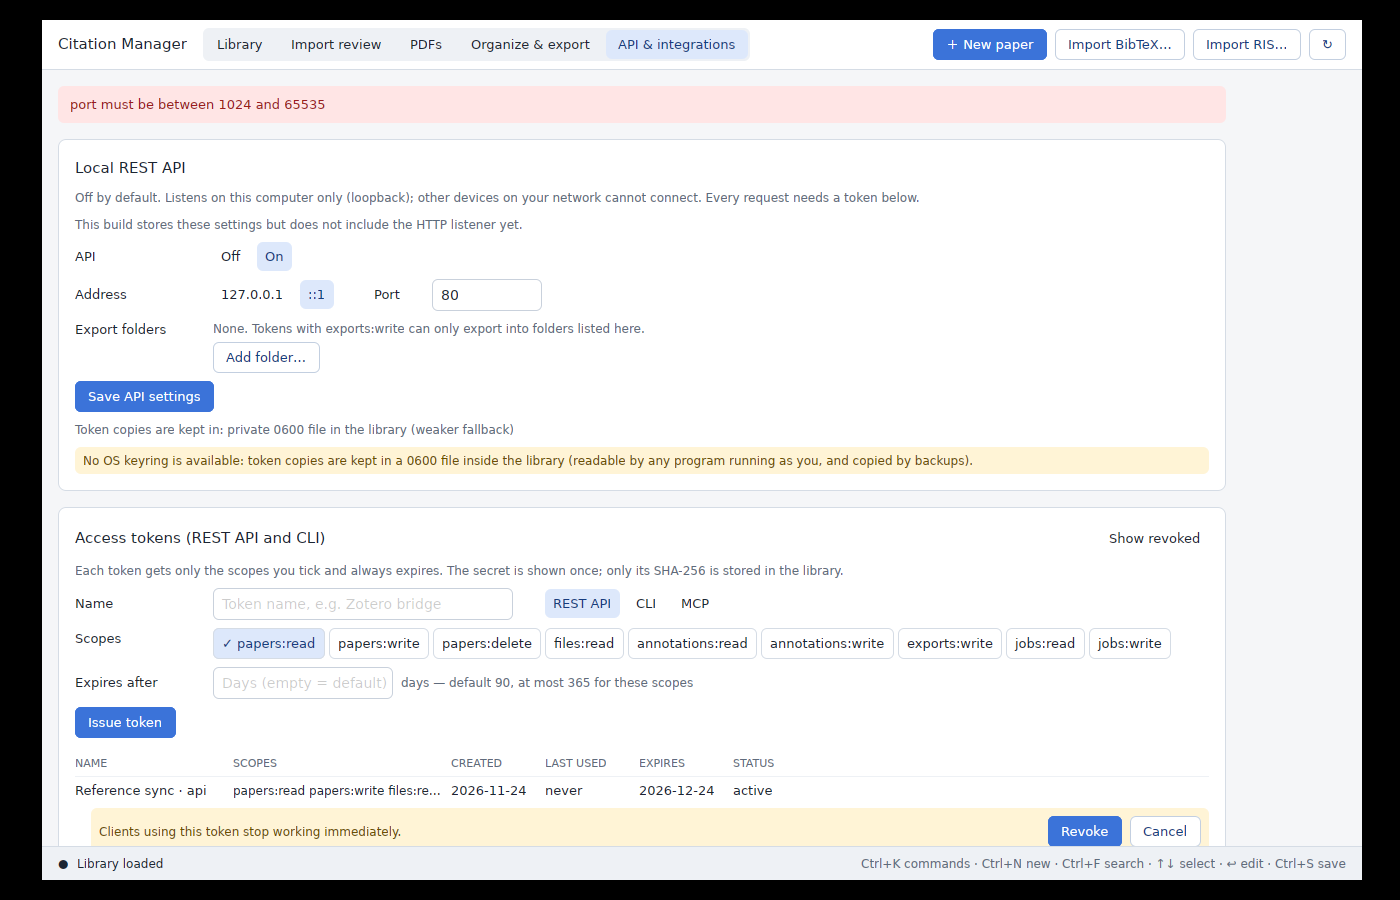 Citation Manager Library Import review PDFs Organize & export API & integrations + New paper Import BibTeX... Import RIS... ↻
port must be between 1024 and 65535
Local REST API
Off by default. Listens on this computer only (loopback); other devices on your network cannot connect. Every request needs a token below.
This build stores these settings but does not include the HTTP listener yet.
API Off On
Address 127.0.0.1 ::1 Port 80
Export folders None. Tokens with exports:write can only export into folders listed here.
Add folder...
Save API settings
Token copies are kept in: private 0600 file in the library (weaker fallback)
No OS keyring is available: token copies are kept in a 0600 file inside the library (readable by any program running as you, and copied by backups).
Access tokens (REST API and CLI) Show revoked
Each token gets only the scopes you tick and always expires. The secret is shown once; only its SHA-256 is stored in the library.
Name Token name, e.g. Zotero bridge REST API CLI MCP
Scopes ✓ papers:read papers:write papers:delete files:read annotations:read annotations:write exports:write jobs:read jobs:write
Expires after Days (empty = default) days — default 90, at most 365 for these scopes
Issue token
NAME SCOPES CREATED LAST USED EXPIRES STATUS
Reference sync · api papers:read papers:write files:re... 2026-11-24 never 2026-12-24 active
Clients using this token stop working immediately. Revoke Cancel
● Library loaded Ctrl+K commands · Ctrl+N new · Ctrl+F search · ↑↓ select · ↩ edit · Ctrl+S save